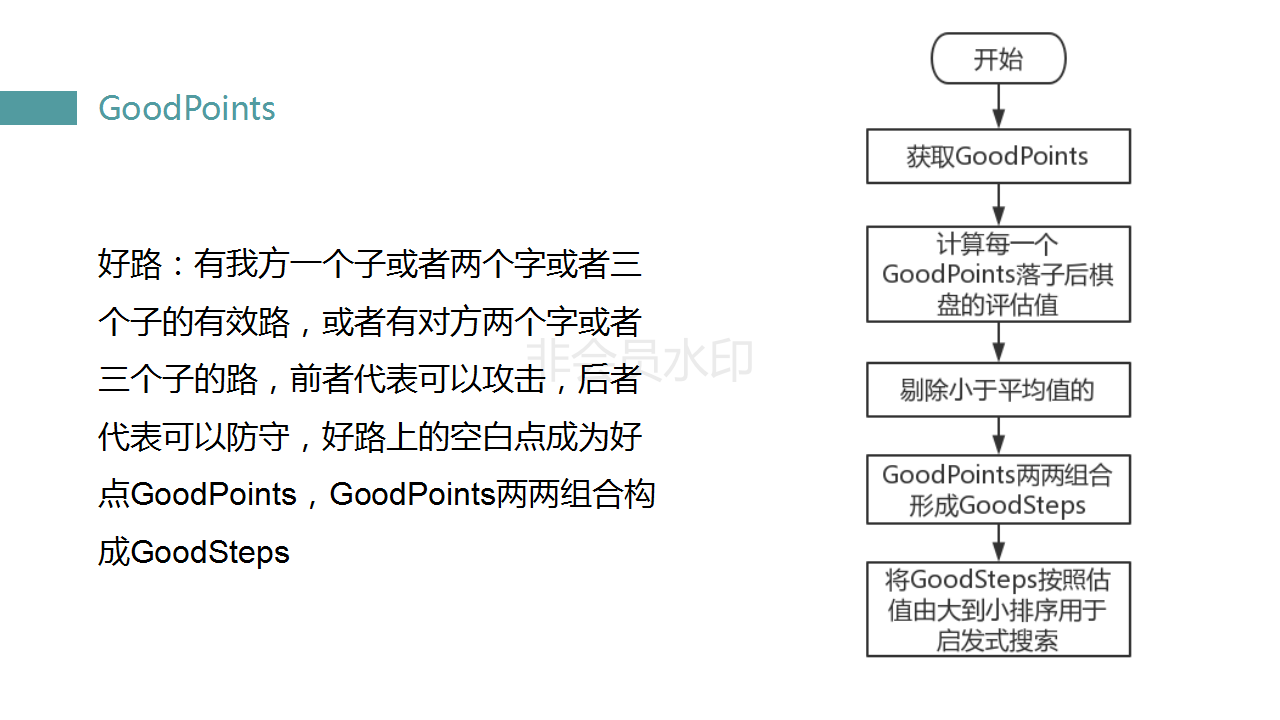 GoodPoints
好路：有我方一个子或者两个字或者三
个子的有效路，或者有对方两个字或者
三个子的路，前者代表可以攻击，后者
代表可以防守，好路上的空白点成为好
点GoodPoints，GoodPoints两两组合构
成GoodSteps
非会员水印
开始
获取GoodPoints
计算每一个
GoodPoints落子后棋
盘的评估值
剔除小于平均值的
GoodPoints两两组合
形成GoodSteps
将GoodSteps按照估
值由大到小排序用于
启发式搜索